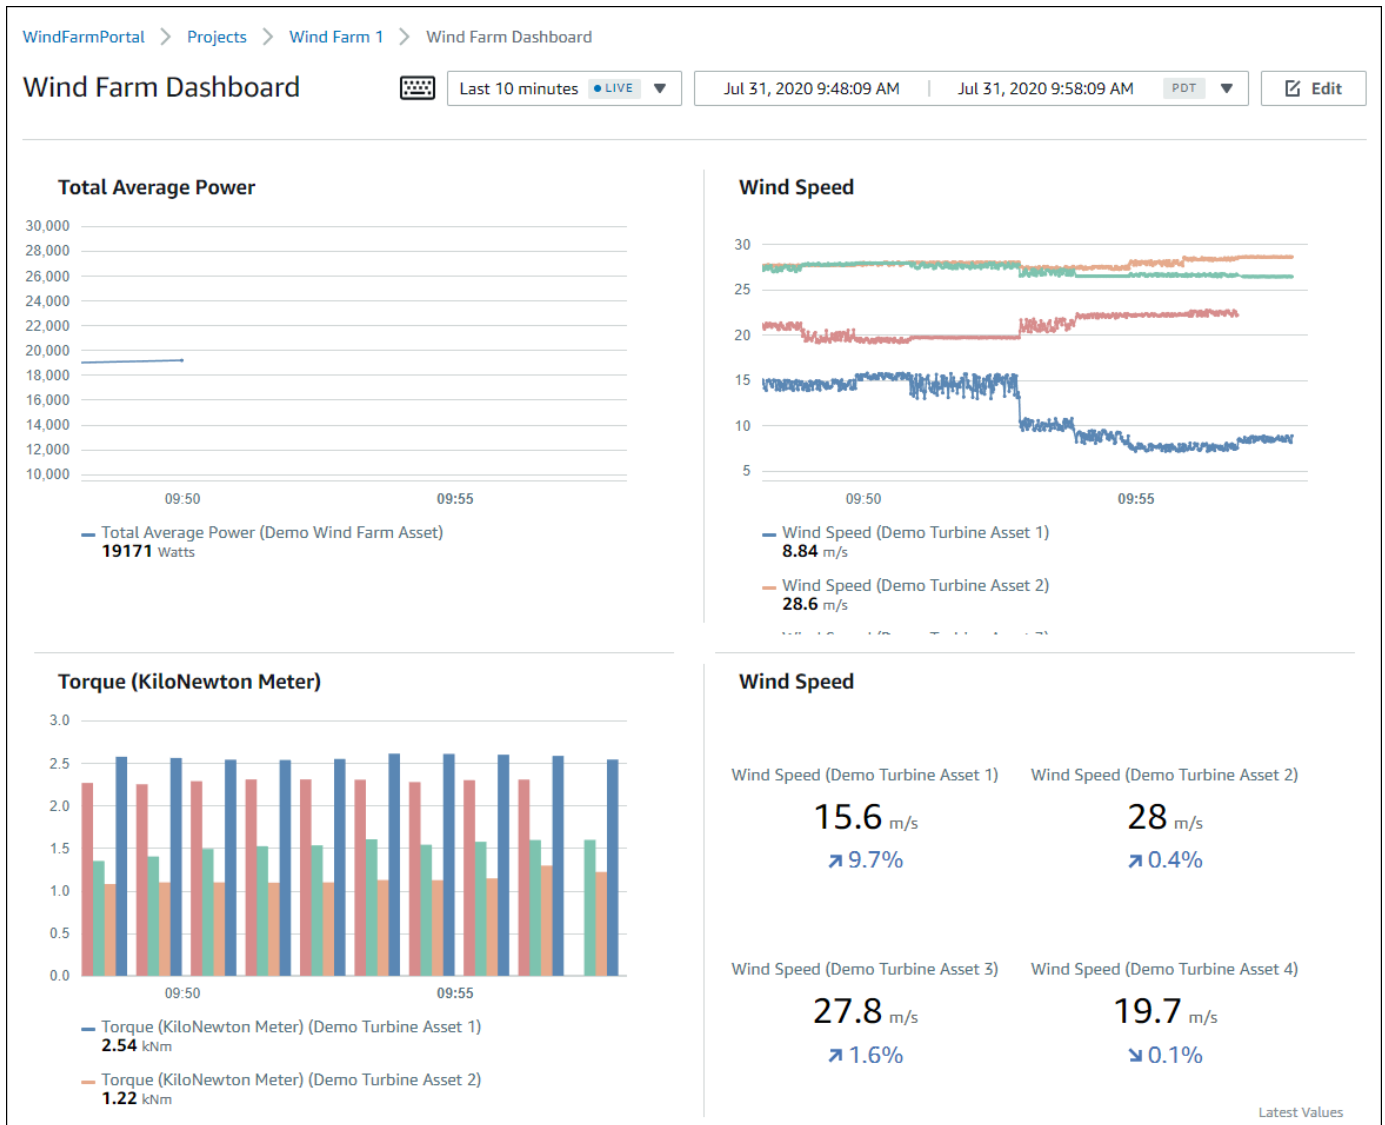 WindFarmPortal > Projects > Wind Farm 1 > Wind Farm Dashboard
Wind Farm Dashboard
Last 10 minutes LIVE
Jul 31, 2020 9:48:09 AM | Jul 31, 2020 9:58:09 AM PDT
Edit
Total Average Power
30,000
28,000
26,000
24,000
22,000
20,000
18,000
16,000
14,000
12,000
10,000
09:50 09:55
Total Average Power (Demo Wind Farm Asset)
19171 Watts
Wind Speed
30
25
20
15
10
5
09:50 09:55
Wind Speed (Demo Turbine Asset 1)
8.84 m/s
Wind Speed (Demo Turbine Asset 2)
28.6 m/s
Torque (KiloNewton Meter)
3.0
2.5
2.0
1.5
1.0
0.5
0.0
09:50 09:55
Torque (KiloNewton Meter) (Demo Turbine Asset 1)
2.54 kNm
Torque (KiloNewton Meter) (Demo Turbine Asset 2)
1.22 kNm
Wind Speed
Wind Speed (Demo Turbine Asset 1)
15.6 m/s
9.7%
Wind Speed (Demo Turbine Asset 2)
28 m/s
0.4%
Wind Speed (Demo Turbine Asset 3)
27.8 m/s
1.6%
Wind Speed (Demo Turbine Asset 4)
19.7 m/s
0.1%
Latest Values